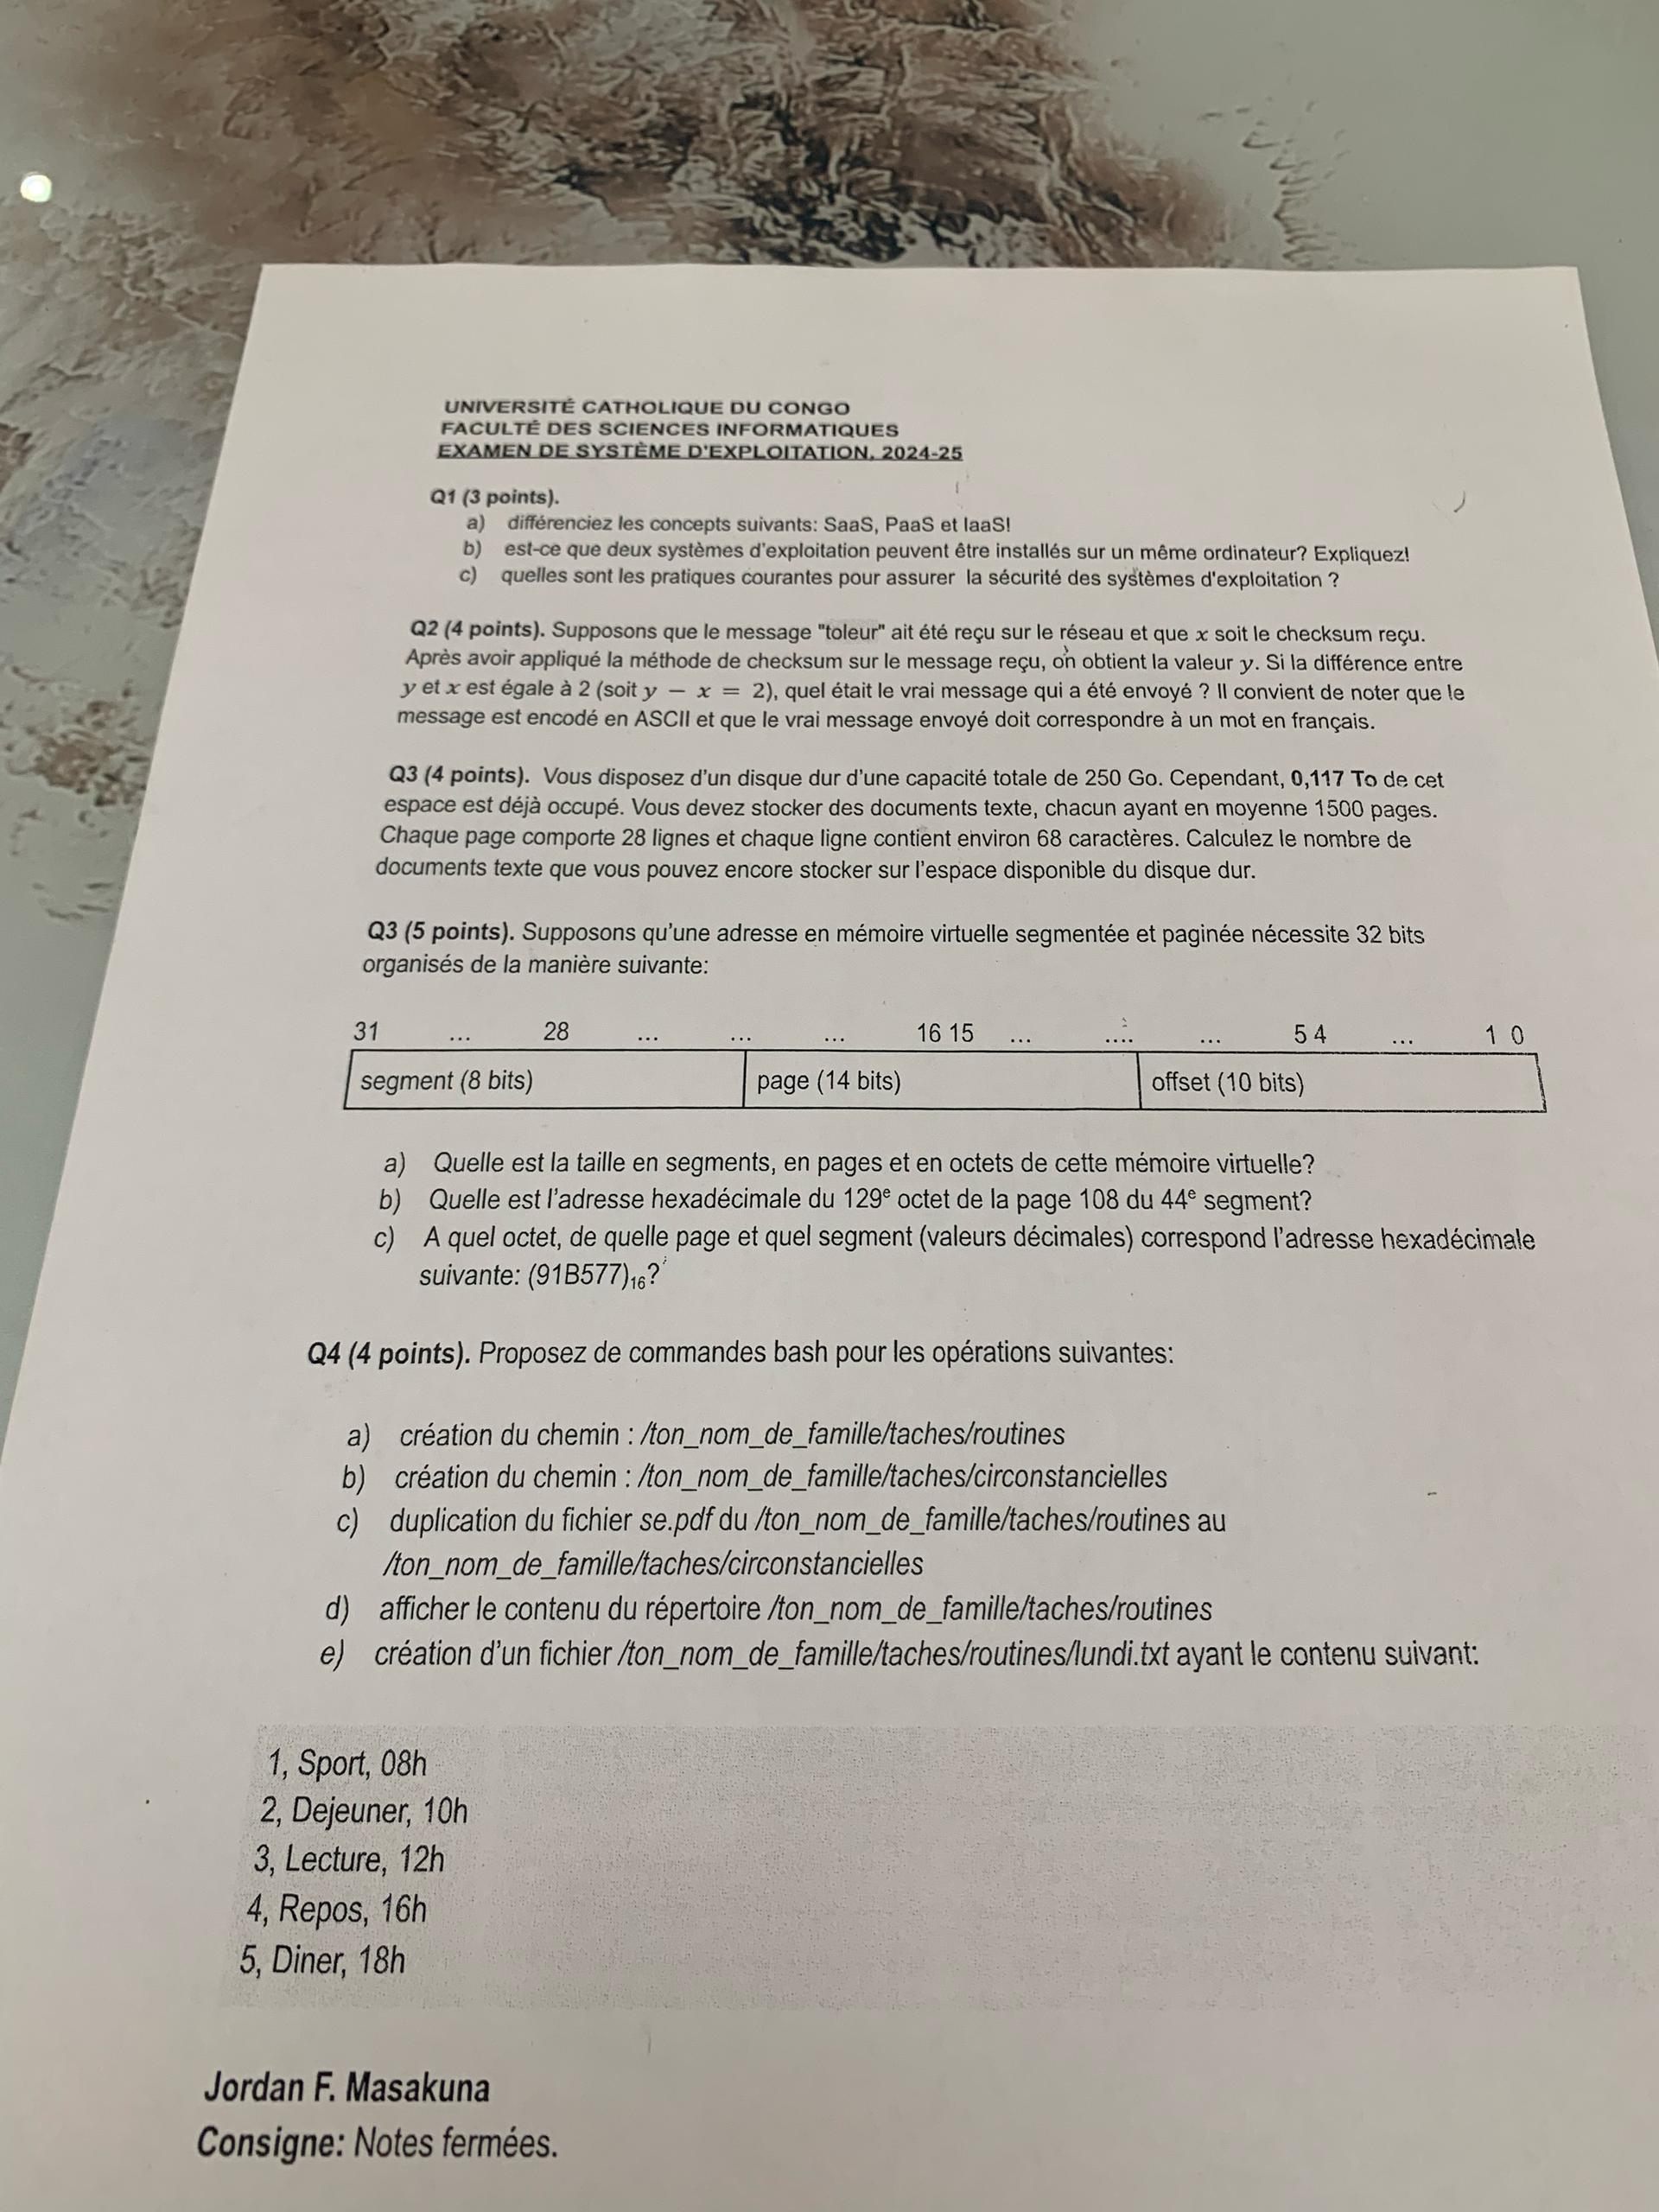 UNIVERSITÉ CATHOLIQUE DU CONGO
FACULTÉ DES SCIENCES INFORMATIQUES
EXAMEN DE SYSTÈME D'EXPLOITATION, 2024-25
Q1 (3 points).
a) différenciez les concepts suivants: SaaS, PaaS et IaaS!
b) est-ce que deux systèmes d'exploitation peuvent être installés sur un même ordinateur? Expliquez!
c) quelles sont les pratiques courantes pour assurer la sécurité des systèmes d'exploitation ?
Q2 (4 points). Supposons que le message "toleur" ait été reçu sur le réseau et que x soit le checksum reçu.
Après avoir appliqué la méthode de checksum sur le message reçu, on obtient la valeur y. Si la différence entre
y et x est égale à 2 (soit y − x = 2), quel était le vrai message qui a été envoyé ? Il convient de noter que le
message est encodé en ASCII et que le vrai message envoyé doit correspondre à un mot en français.
Q3 (4 points). Vous disposez d'un disque dur d'une capacité totale de 250 Go. Cependant, 0,117 To de cet
espace est déjà occupé. Vous devez stocker des documents texte, chacun ayant en moyenne 1500 pages.
Chaque page comporte 28 lignes et chaque ligne contient environ 68 caractères. Calculez le nombre de
documents texte que vous pouvez encore stocker sur l'espace disponible du disque dur.
Q3 (5 points). Supposons qu'une adresse en mémoire virtuelle segmentée et paginée nécessite 32 bits
organisés de la manière suivante:
31 ... 28 ... ... ... 16 15 ... .... ... 5 4 ... 1 0
segment (8 bits) page (14 bits) offset (10 bits)
a) Quelle est la taille en segments, en pages et en octets de cette mémoire virtuelle?
b) Quelle est l'adresse hexadécimale du 129e octet de la page 108 du 44e segment?
c) A quel octet, de quelle page et quel segment (valeurs décimales) correspond l'adresse hexadécimale
suivante: (91B577)16?
Q4 (4 points). Proposez de commandes bash pour les opérations suivantes:
a) création du chemin : /ton_nom_de_famille/taches/routines
b) création du chemin : /ton_nom_de_famille/taches/circonstancielles
c) duplication du fichier se.pdf du /ton_nom_de_famille/taches/routines au
/ton_nom_de_famille/taches/circonstancielles
d) afficher le contenu du répertoire /ton_nom_de_famille/taches/routines
e) création d'un fichier /ton_nom_de_famille/taches/routines/lundi.txt ayant le contenu suivant:
1, Sport, 08h
2, Dejeuner, 10h
3, Lecture, 12h
4, Repos, 16h
5, Diner, 18h
Jordan F. Masakuna
Consigne: Notes fermées.